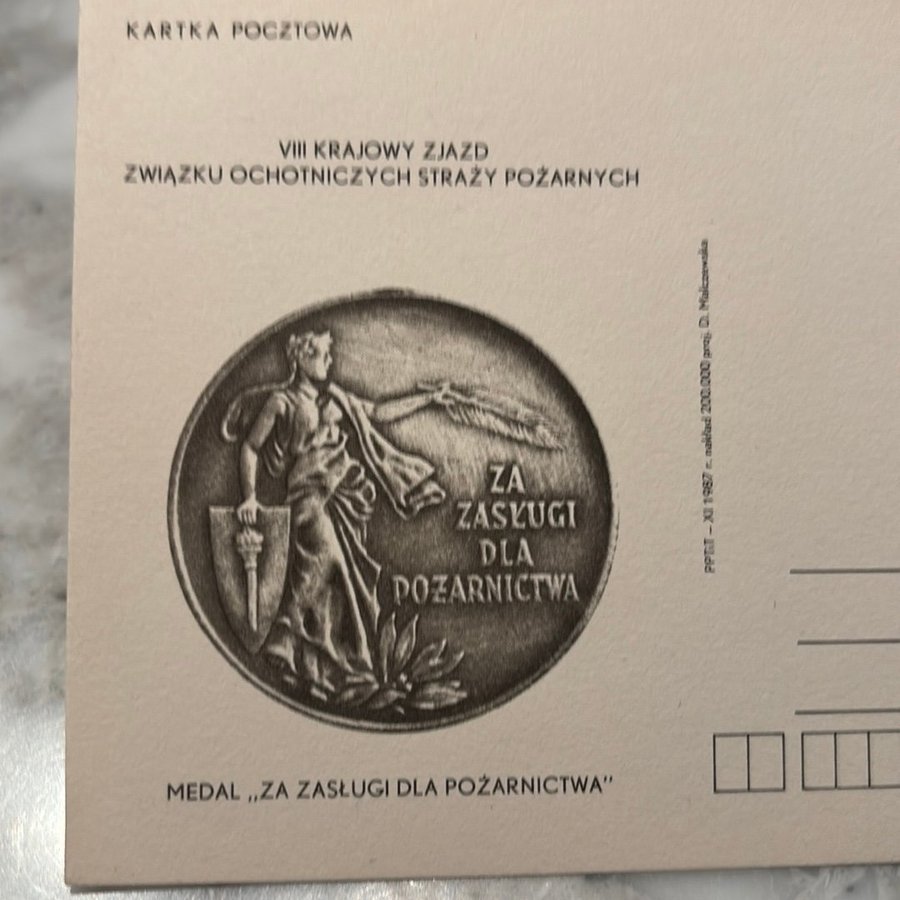 KARTKA POCZTOWA
VIII KRAJOWY ZJAZD
ZWIĄZKU OCHOTNICZYCH STRAŻY POŻARNYCH
ZA
ZASŁUGI
DLA
POŻARNICTWA
MEDAL „ZA ZASŁUGI DLA POŻARNICTWA"
PPTiT – XI 1987 r. nakład 200.000 proj. D. Malczewska